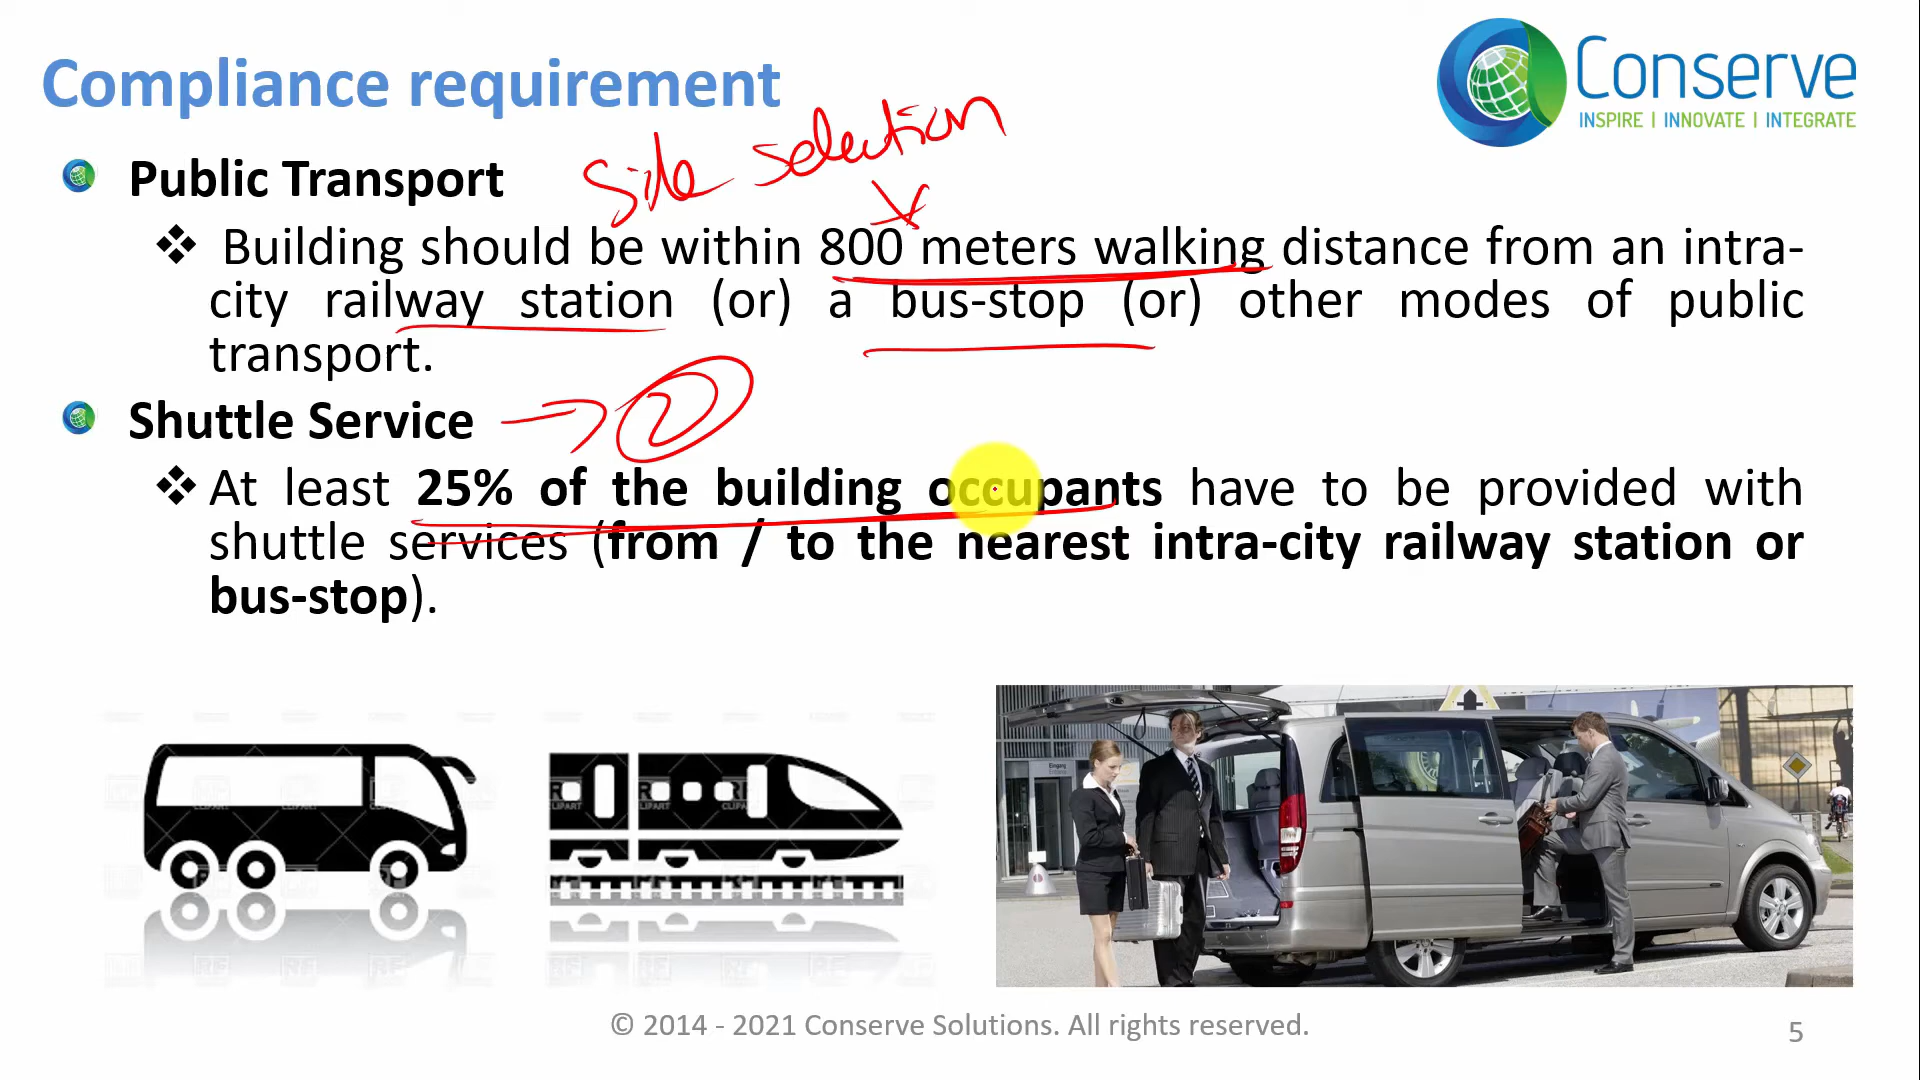 Compliance requirement
Conserve
INSPIRE | INNOVATE | INTEGRATE
Site selection
Public Transport
Building should be within 800 meters walking distance from an intra-
city railway station (or) a bus-stop (or) other modes of public
transport.
Shuttle Service
2
At least 25% of the building occupants have to be provided with
shuttle services (from / to the nearest intra-city railway station or
bus-stop).
© 2014 - 2021 Conserve Solutions. All rights reserved.
5